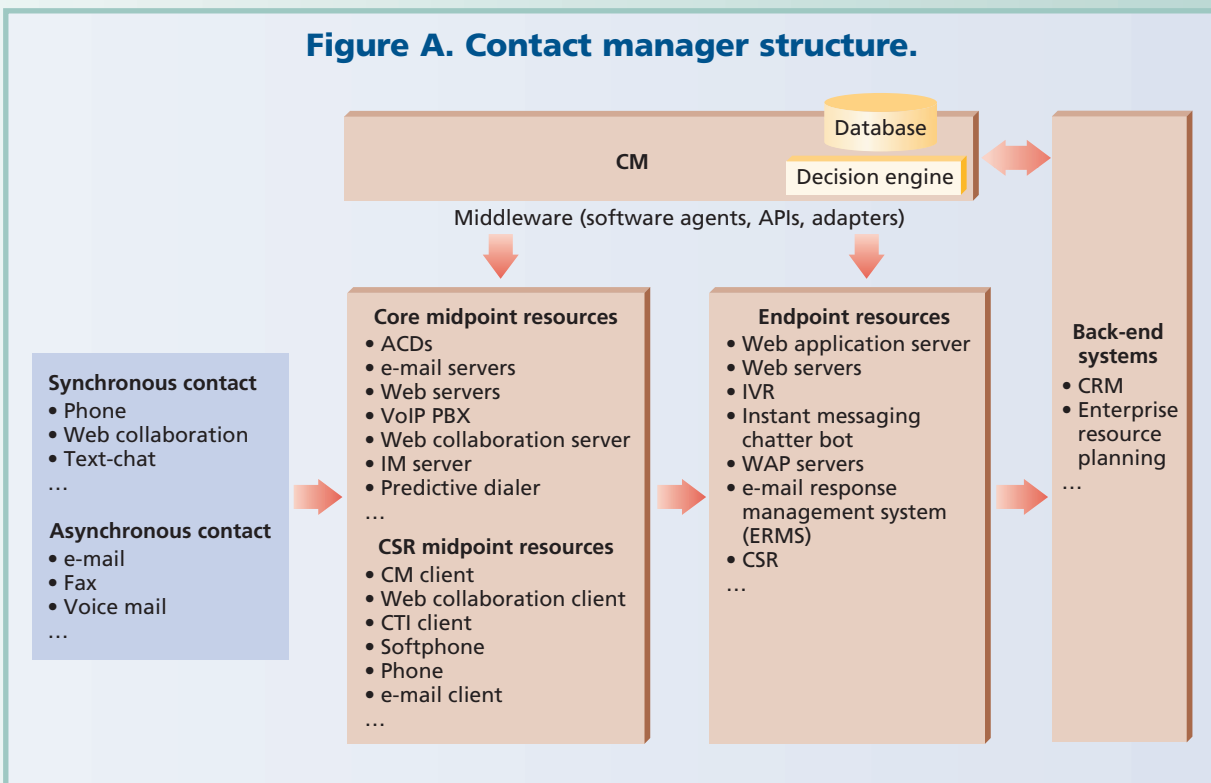 Figure A. Contact manager structure.
Database
CM
Decision engine
Middleware (software agents, APIs, adapters)
Synchronous contact
• Phone
• Web collaboration
• Text-chat
…
Asynchronous contact
• e-mail
• Fax
• Voice mail
…
Core midpoint resources
• ACDs
• e-mail servers
• Web servers
• VoIP PBX
• Web collaboration server
• IM server
• Predictive dialer
…
CSR midpoint resources
• CM client
• Web collaboration client
• CTI client
• Softphone
• Phone
• e-mail client
…
Endpoint resources
• Web application server
• Web servers
• IVR
• Instant messaging
chatter bot
• WAP servers
• e-mail response
management system
(ERMS)
• CSR
…
Back-end
systems
• CRM
• Enterprise
resource
planning
…